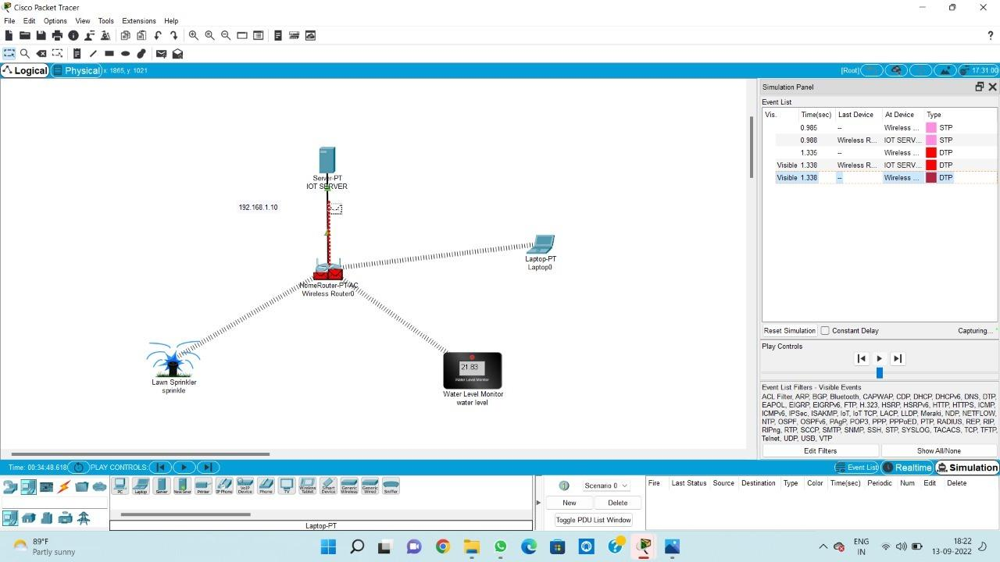 Cisco Packet Tracer
File Edit Options View Tools Extensions Help
?
Logical Physical x: 1865, y: 1021 [Root] 17:31:00
Simulation Panel
Event List
Vis. Time(sec) Last Device At Device Type
0.985 -- Wireless ... STP
0.988 Wireless R... IOT SERV... STP
1.335 -- Wireless ... DTP
Visible 1.338 Wireless R... IOT SERV... DTP
Visible 1.338 -- Wireless ... DTP
Server-PT
IOT SERVER
192.168.1.10
Laptop-PT
Laptop0
HomeRouter-PT-AC
Wireless Router0
21.83
Water Level Monitor
Lawn Sprinkler
sprinkle
Water Level Monitor
water level
Reset Simulation Constant Delay Capturing...
Play Controls
Event List Filters - Visible Events
ACL Filter, ARP, BGP, Bluetooth, CAPWAP, CDP, DHCP, DHCPv6, DNS, DTP,
EAPOL, EIGRP, EIGRPv6, FTP, H.323, HSRP, HSRPv6, HTTP, HTTPS, ICMP,
ICMPv6, IPSec, ISAKMP, IoT, IoT TCP, LACP, LLDP, Meraki, NDP, NETFLOW,
NTP, OSPF, OSPFv6, PAgP, POP3, PPP, PPPoED, PTP, RADIUS, REP, RIP,
RIPng, RTP, SCCP, SMTP, SNMP, SSH, STP, SYSLOG, TACACS, TCP, TFTP,
Telnet, UDP, USB, VTP
Edit Filters Show All/None
Time: 00:34:48.618 PLAY CONTROLS: Event List Realtime Simulation
PC Laptop Server Printer IP Phone VoIP Device Phone TV Wireless Tablet Smart Device Generic Wireless Generic Wired Sniffer
Laptop-PT
Scenario 0
New Delete
Toggle PDU List Window
Fire Last Status Source Destination Type Color Time(sec) Periodic Num Edit Delete
89°F
Partly sunny
ENG
IN
18:22
13-09-2022